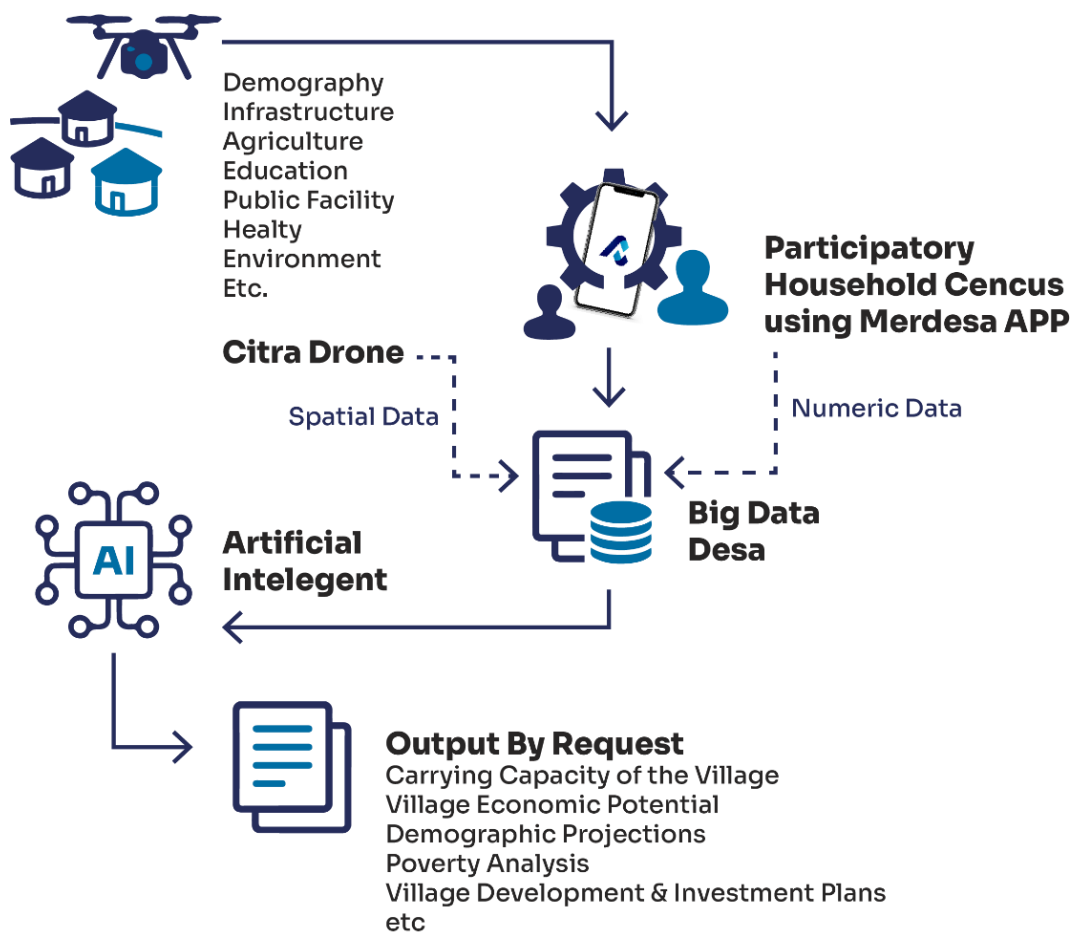 Demography
Infrastructure
Agriculture
Education
Public Facility
Healty
Environment
Etc.
Participatory
Household Cencus
using Merdesa APP
Citra Drone
Spatial Data
Numeric Data
Big Data
Desa
AI
Artificial
Intelegent
Output By Request
Carrying Capacity of the Village
Village Economic Potential
Demographic Projections
Poverty Analysis
Village Development & Investment Plans
etc